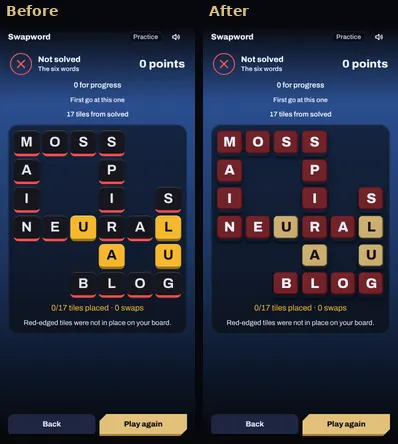 Before
Swapword
Practice
Not solved
The six words
0 points
0 for progress
First go at this one
17 tiles from solved
M O S S
A P
I I S
N E U R A L
A U
B L O G
0/17 tiles placed · 0 swaps
Red-edged tiles were not in place on your board.
Back
Play again
After
Swapword
Practice
Not solved
The six words
0 points
0 for progress
First go at this one
17 tiles from solved
M O S S
A P
I I S
N E U R A L
A U
B L O G
0/17 tiles placed · 0 swaps
Red-edged tiles were not in place on your board.
Back
Play again